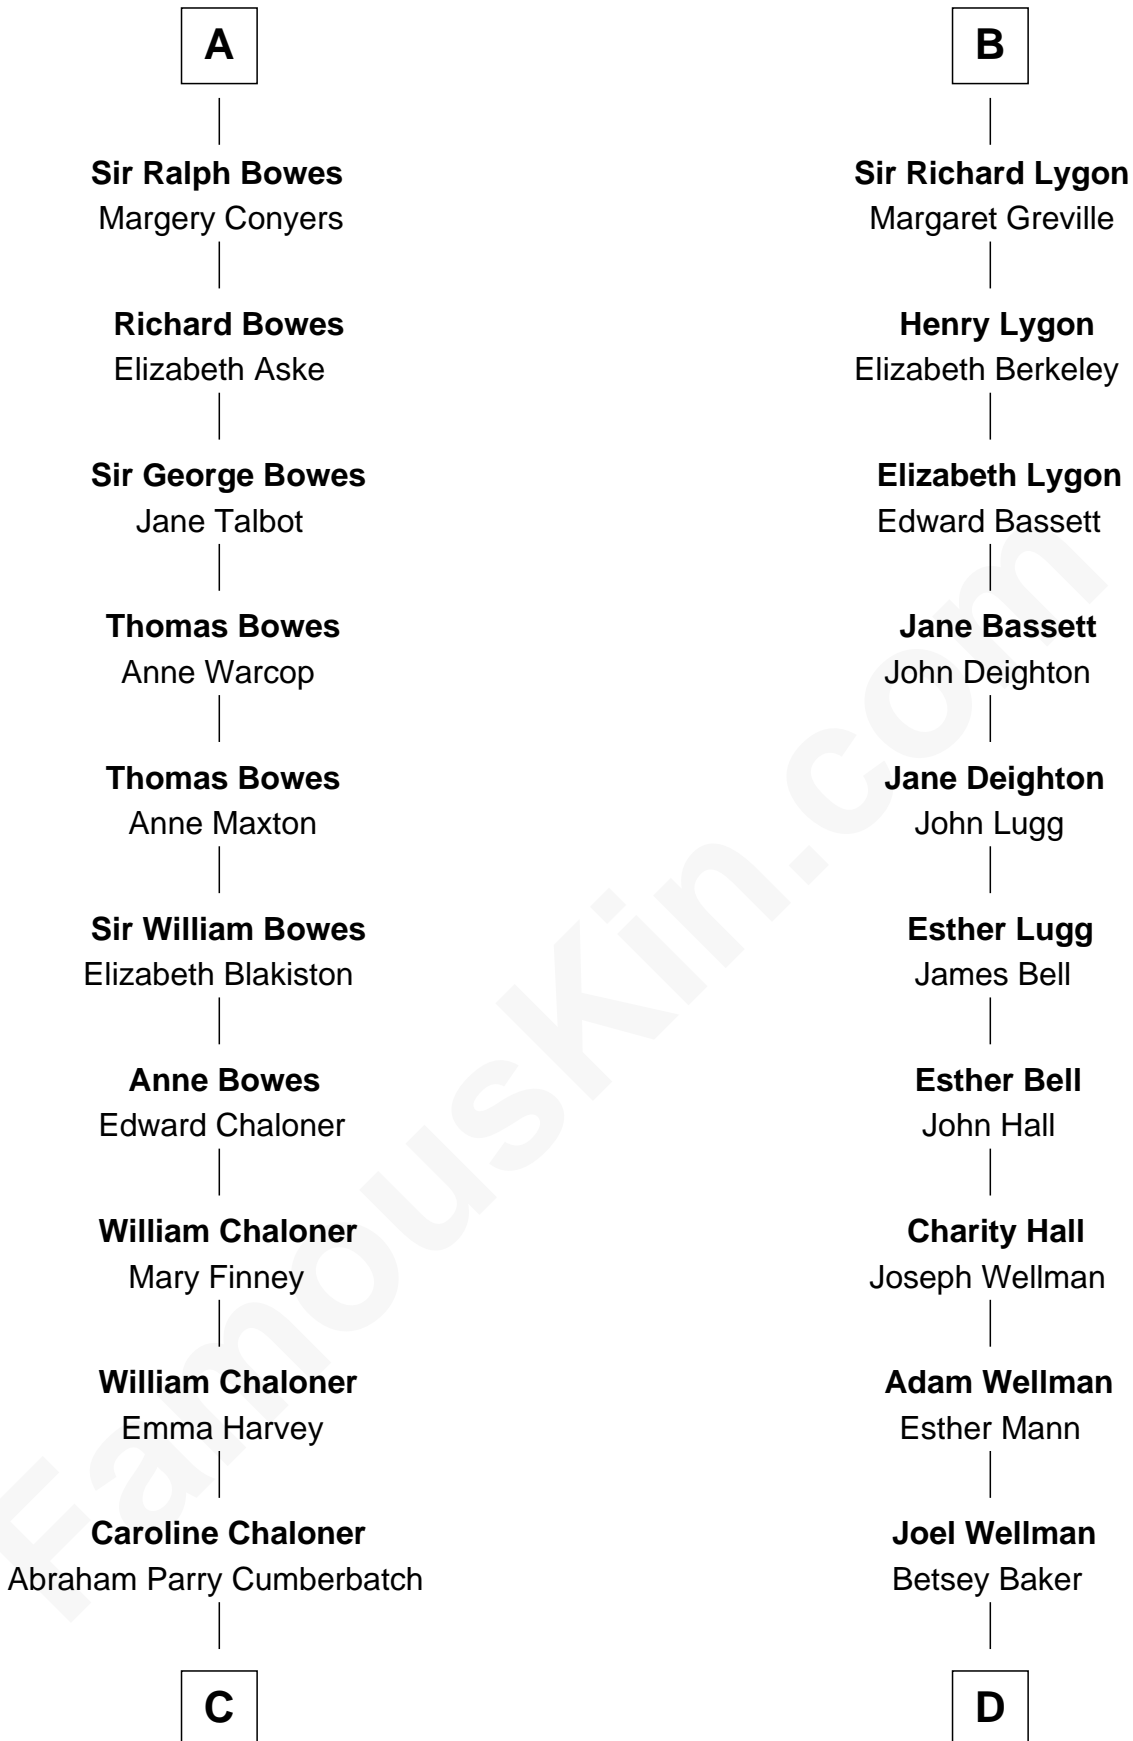 A
Sir Ralph Bowes
Margery Conyers
Richard Bowes
Elizabeth Aske
Sir George Bowes
Jane Talbot
Thomas Bowes
Anne Warcop
Thomas Bowes
Anne Maxton
Sir William Bowes
Elizabeth Blakiston
Anne Bowes
Edward Chaloner
William Chaloner
Mary Finney
William Chaloner
Emma Harvey
Caroline Chaloner
Abraham Parry Cumberbatch
C
B
Sir Richard Lygon
Margaret Greville
Henry Lygon
Elizabeth Berkeley
Elizabeth Lygon
Edward Bassett
Jane Bassett
John Deighton
Jane Deighton
John Lugg
Esther Lugg
James Bell
Esther Bell
John Hall
Charity Hall
Joseph Wellman
Adam Wellman
Esther Mann
Joel Wellman
Betsey Baker
D
FamousKin.com